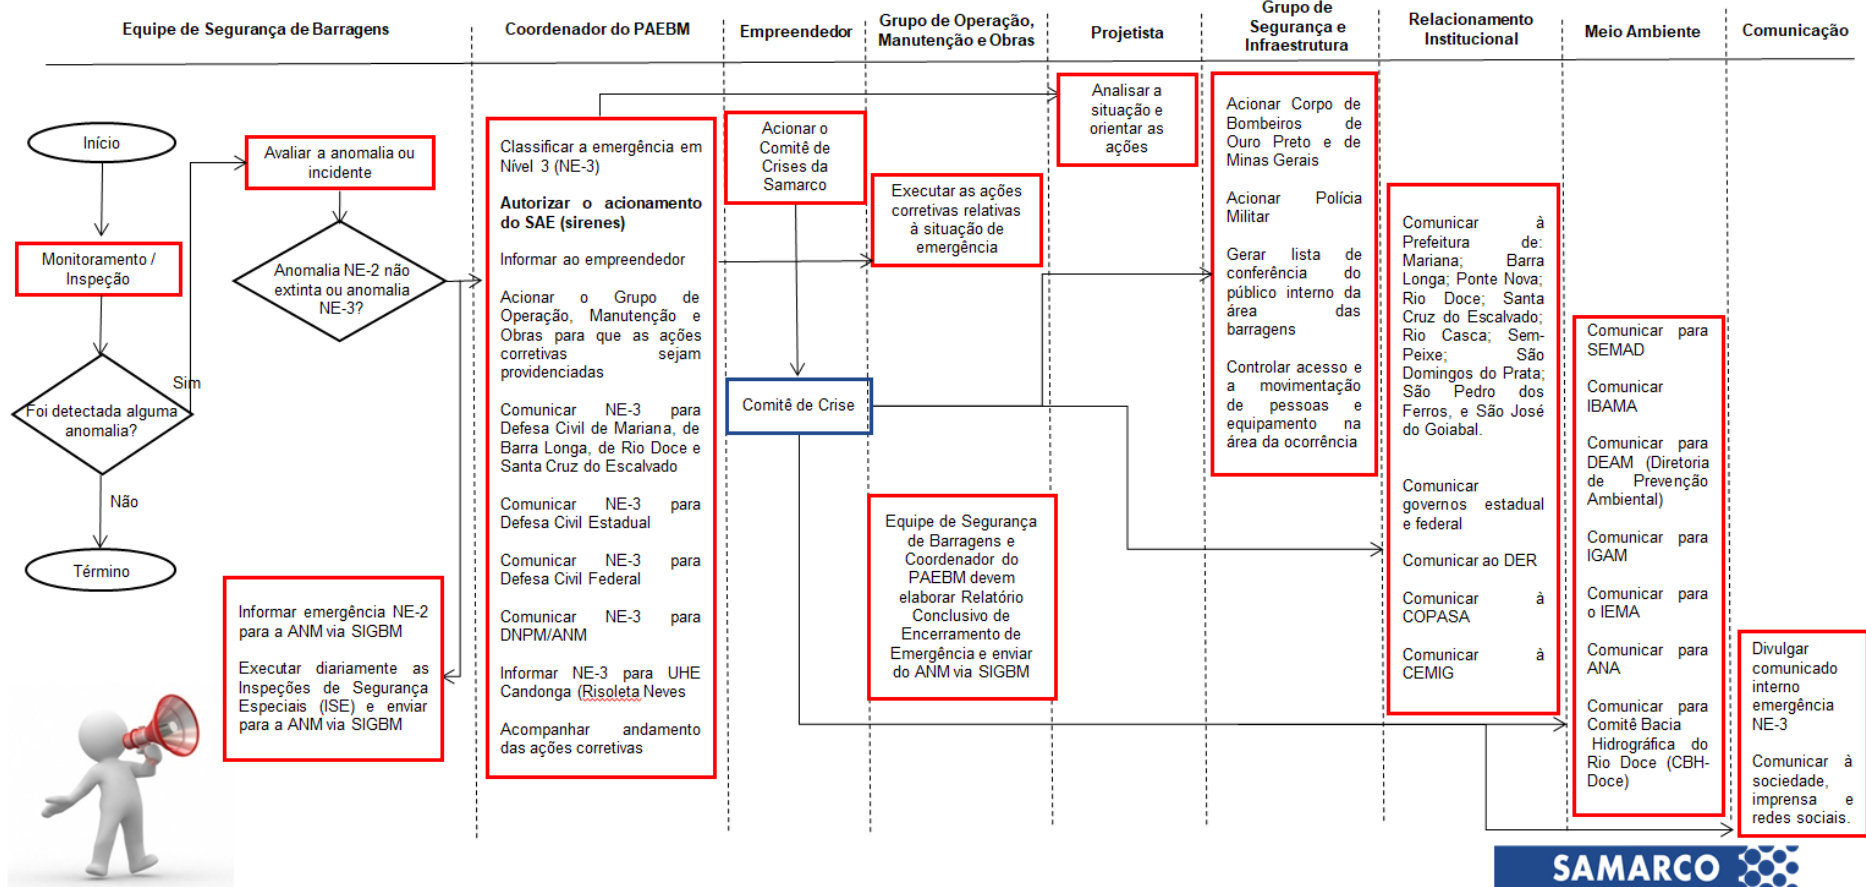 Equipe de Segurança de Barragens
Coordenador do PAEBM
Empreendedor
Grupo de Operação,
Manutenção e Obras
Projetista
Grupo de
Segurança e
Infraestrutura
Relacionamento
Institucional
Meio Ambiente
Comunicação
Início
Monitoramento /
Inspeção
Foi detectada alguma
anomalia?
Sim
Não
Término
Avaliar a anomalia ou
incidente
Anomalia NE-2 não
extinta ou anomalia
NE-3?
Informar emergência NE-2
para a ANM via SIGBM
Executar diariamente as
Inspeções de Segurança
Especiais (ISE) e enviar
para a ANM via SIGBM
Classificar a emergência em
Nível 3 (NE-3)
Autorizar o acionamento
do SAE (sirenes)
Informar ao empreendedor
Acionar o Grupo de
Operação, Manutenção e
Obras para que as ações
corretivas sejam
providenciadas
Comunicar NE-3 para
Defesa Civil de Mariana, de
Barra Longa, de Rio Doce e
Santa Cruz do Escalvado
Comunicar NE-3 para
Defesa Civil Estadual
Comunicar NE-3 para
Defesa Civil Federal
Comunicar NE-3 para
DNPM/ANM
Informar NE-3 para UHE
Candonga (Risoleta Neves
Acompanhar andamento
das ações corretivas
Acionar o
Comitê de
Crises da
Samarco
Comitê de Crise
Executar as ações
corretivas relativas
à situação de
emergência
Equipe de Segurança
de Barragens e
Coordenador do
PAEBM devem
elaborar Relatório
Conclusivo de
Encerramento de
Emergência e enviar
do ANM via SIGBM
Analisar a
situação e
orientar as
ações
Acionar Corpo de
Bombeiros de
Ouro Preto e de
Minas Gerais
Acionar Polícia
Militar
Gerar lista de
conferência do
público interno da
área das
barragens
Controlar acesso e
a movimentação
de pessoas e
equipamento na
área da ocorrência
Comunicar à
Prefeitura de:
Mariana; Barra
Longa; Ponte Nova;
Rio Doce; Santa
Cruz do Escalvado;
Rio Casca; Sem-
Peixe; São
Domingos do Prata;
São Pedro dos
Ferros, e São José
do Goiabal.
Comunicar
governos estadual
e federal
Comunicar ao DER
Comunicar à
COPASA
Comunicar à
CEMIG
Comunicar para
SEMAD
Comunicar
IBAMA
Comunicar para
DEAM (Diretoria
de Prevenção
Ambiental)
Comunicar para
IGAM
Comunicar para
o IEMA
Comunicar para
ANA
Comunicar para
Comitê Bacia
Hidrográfica do
Rio Doce (CBH-
Doce)
Divulgar
comunicado
interno
emergência
NE-3
Comunicar à
sociedade,
imprensa e
redes sociais.
SAMARCO